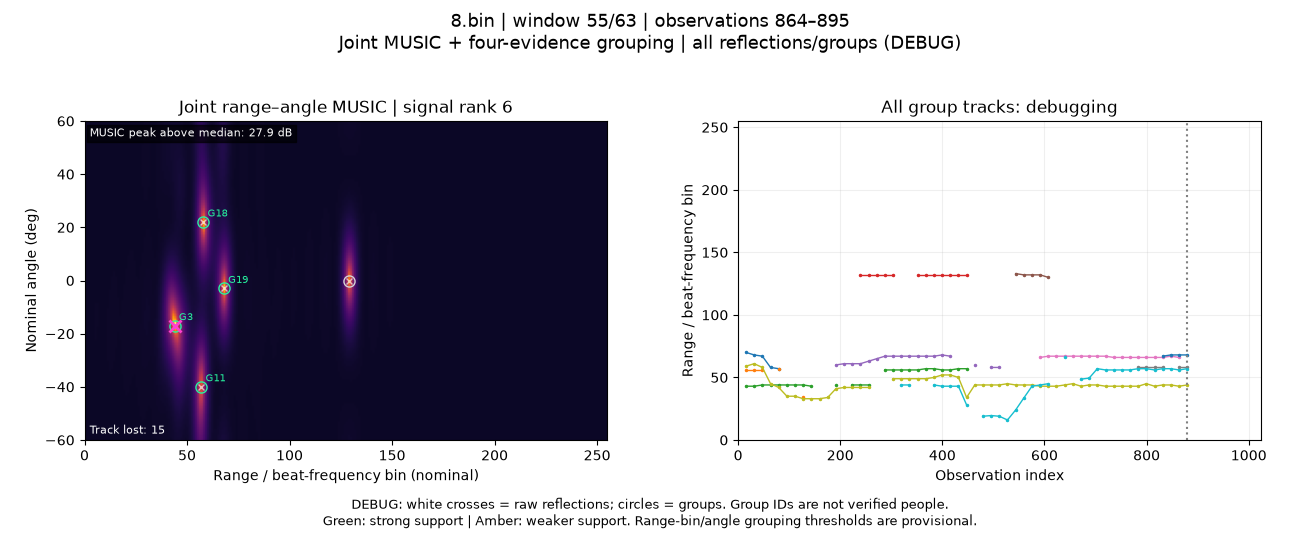 8.bin | window 55/63 | observations 864–895
Joint MUSIC + four-evidence grouping | all reflections/groups (DEBUG)
Joint range–angle MUSIC | signal rank 6
MUSIC peak above median: 27.9 dB
60
40
20
0
−20
−40
−60
Nominal angle (deg)
G18
G19
G3
G11
Track lost: 15
0
50
100
150
200
250
Range / beat-frequency bin (nominal)
All group tracks: debugging
250
200
150
100
50
0
Range / beat-frequency bin
0
200
400
600
800
1000
Observation index
DEBUG: white crosses = raw reflections; circles = groups. Group IDs are not verified people.
Green: strong support | Amber: weaker support. Range-bin/angle grouping thresholds are provisional.